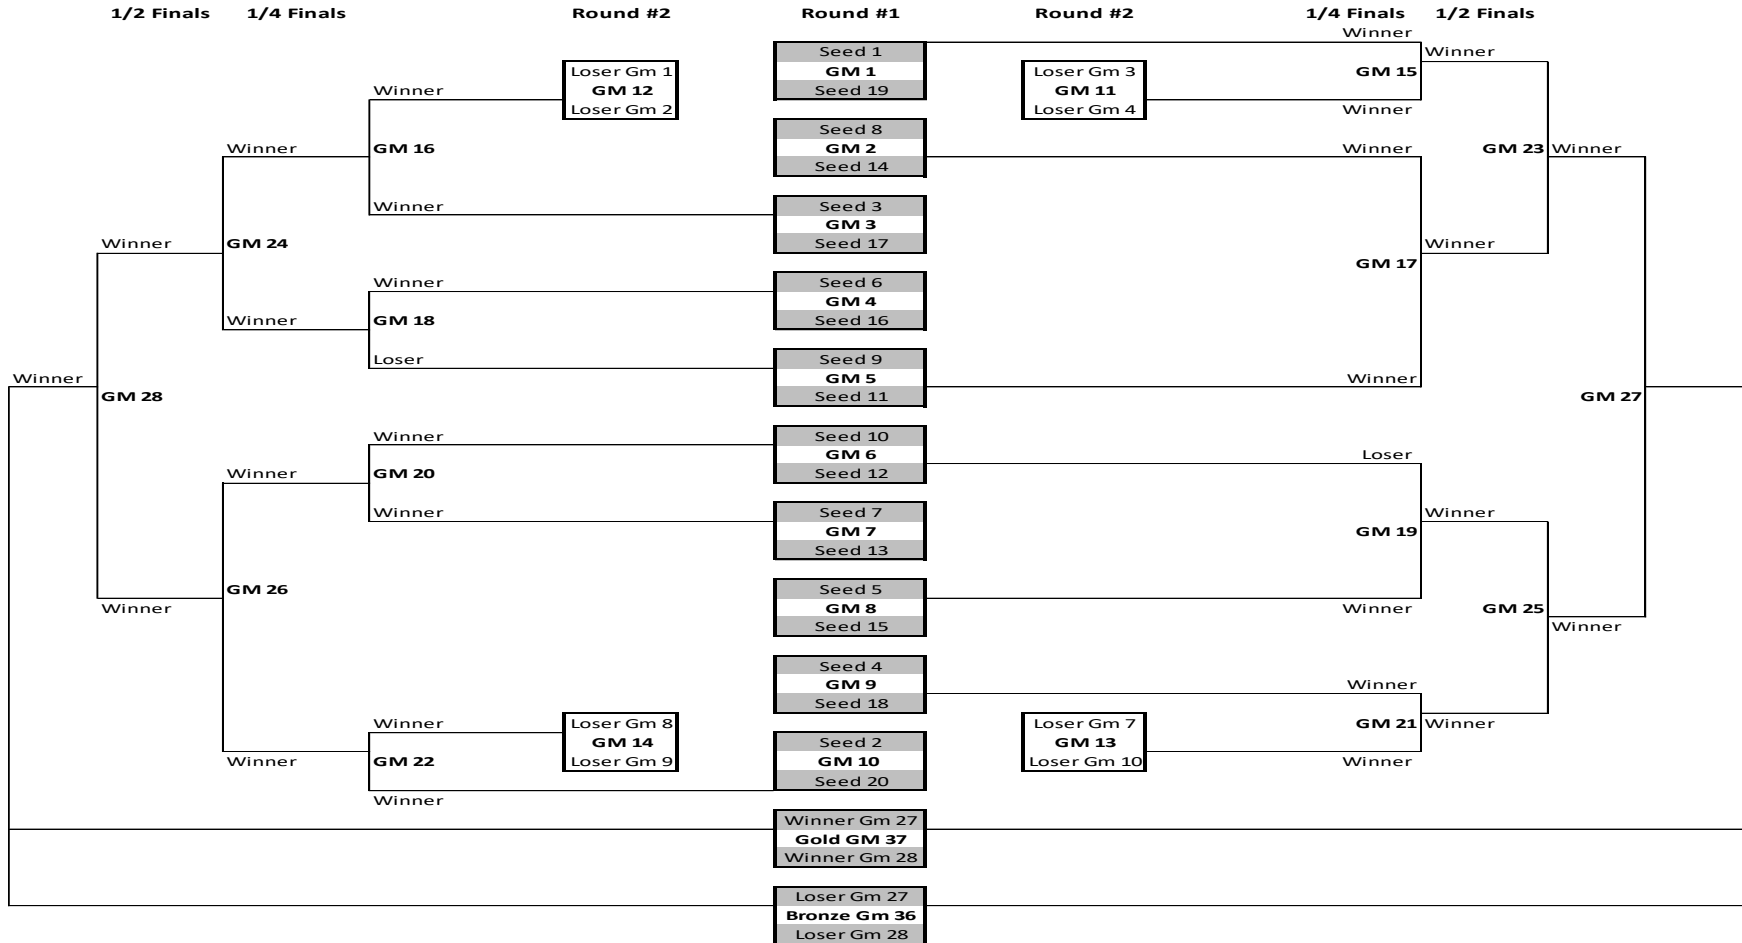 1/2 Finals 1/4 Finals Round #2 Round #1 Round #2 1/4 Finals 1/2 Finals
Winner
Seed 1 Winner
Loser Gm 1 GM 1 Loser Gm 3 GM 15
Winner GM 12 Seed 19 GM 11
Loser Gm 2 Loser Gm 4 Winner
Seed 8
Winner GM 16 GM 2 Winner GM 23 Winner
Seed 14
Winner Seed 3
GM 3
Winner GM 24 Seed 17 Winner
GM 17
Winner Seed 6
GM 4
Winner GM 18 Seed 16
Loser Seed 9
Winner GM 5 Winner
GM 28 Seed 11 GM 27
Winner Seed 10
GM 6 Loser
Winner GM 20 Seed 12
Winner Seed 7 Winner
GM 7 GM 19
Seed 13
GM 26 Seed 5
Winner GM 8 Winner GM 25
Seed 15 Winner
Seed 4
GM 9 Winner
Seed 18
Winner Loser Gm 8 Loser Gm 7 GM 21 Winner
GM 14 Seed 2 GM 13
Winner GM 22 Loser Gm 9 GM 10 Loser Gm 10 Winner
Seed 20
Winner
Winner Gm 27
Gold GM 37
Winner Gm 28
Loser Gm 27
Bronze Gm 36
Loser Gm 28